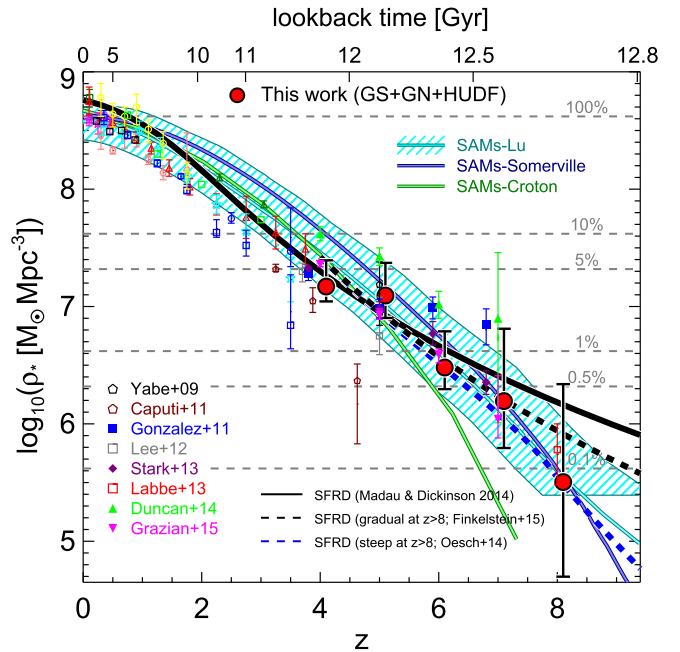 lookback time [Gyr]
0 5 10 11 12 12.5 12.8
This work (GS+GN+HUDF)
100%
SAMs-Lu
SAMs-Somerville
SAMs-Croton
10%
5%
1%
0.5%
0.1%
log10(ρ* [M⊙ Mpc-3])
9
8
7
6
5
Yabe+09
Caputi+11
Gonzalez+11
Lee+12
Stark+13
Labbe+13
Duncan+14
Grazian+15
SFRD (Madau & Dickinson 2014)
SFRD (gradual at z>8; Finkelstein+15)
SFRD (steep at z>8; Oesch+14)
0 2 4 6 8
z